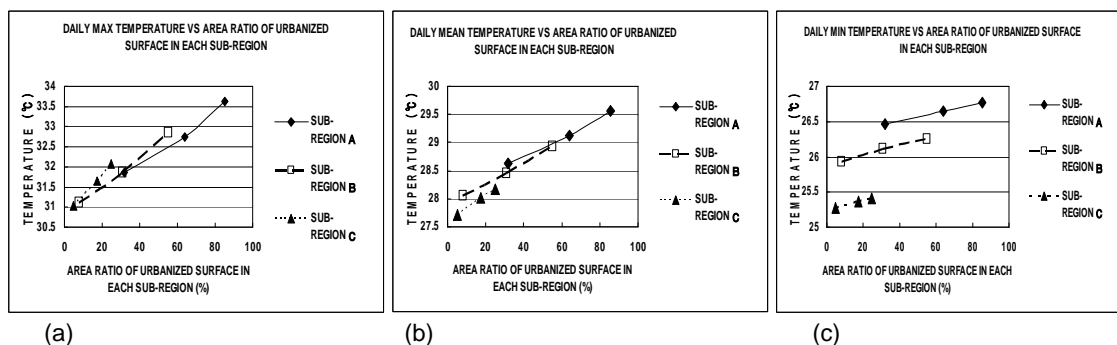 DAILY MAX TEMPERATURE VS AREA RATIO OF URBANIZED
SURFACE IN EACH SUB-REGION
TEMPERATURE (℃)
34
33.5
33
32.5
32
31.5
31
30.5
0 20 40 60 80 100
AREA RATIO OF URBANIZED SURFACE IN
EACH SUB-REGION (%)
SUB-
REGION A
SUB-
REGION B
SUB-
REGION C
(a)
DAILY MEAN TEMPERATURE VS AREA RATIO OF URBANIZED
SURFACE IN EACH SUB-REGION
TEMPERATURE (℃)
30
29.5
29
28.5
28
27.5
0 20 40 60 80 100
AREA RATIO OF URBANIZED SURFACE IN
EACH SUB-REGION (%)
SUB-
REGION A
SUB-
REGION B
SUB-
REGION C
(b)
DAILY MIN TEMPERATURE VS AREA RATIO OF URBANIZED SURFACE
IN EACH SUB-REGION
TEMPERATURE (℃)
27
26.5
26
25.5
25
0 20 40 60 80 100
AREA RATIO OF URBANIZED SURFACE IN EACH
SUB-REGION (%)
SUB-
REGION A
SUB-
REGION B
SUB-
REGION C
(c)